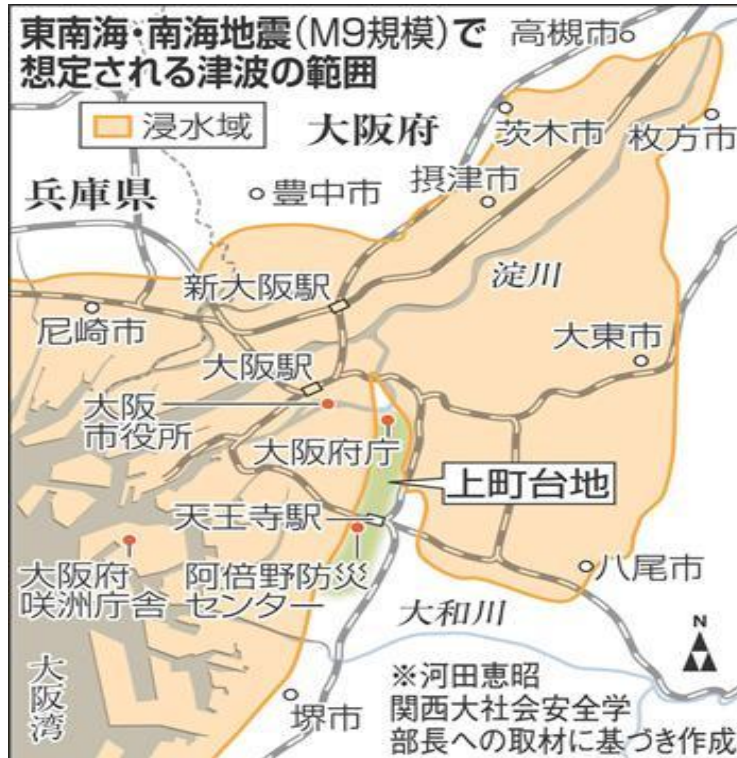 東南海・南海地震(M9規模)で
想定される津波の範囲
高槻市
浸水域
大阪府
茨木市
枚方市
兵庫県
豊中市
摂津市
新大阪駅
淀川
尼崎市
大東市
大阪駅
大阪
市役所
大阪府庁
上町台地
天王寺駅
大阪府
咲洲庁舎
阿倍野防災
センター
八尾市
大和川
N
大阪湾
堺市
※河田恵昭
関西大社会安全学
部長への取材に基づき作成